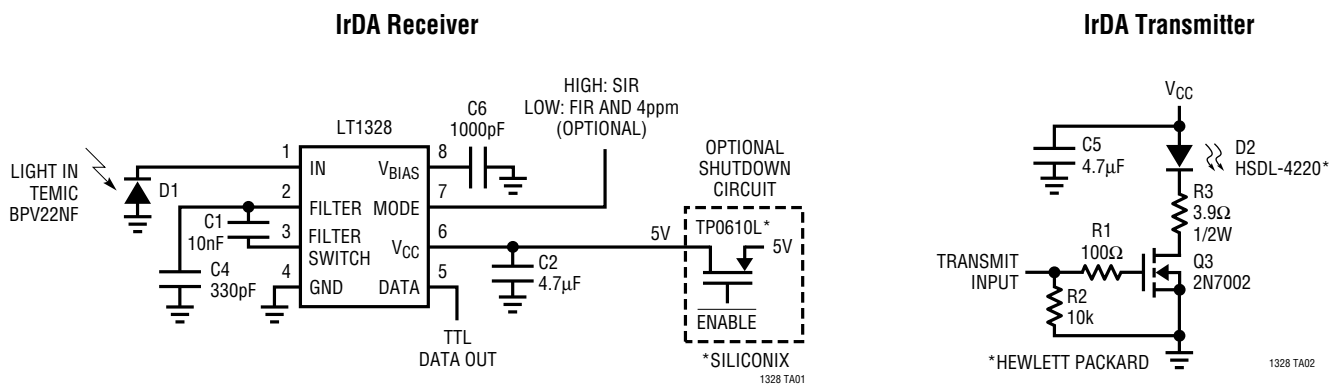 IrDA Receiver
LIGHT IN
TEMIC
BPV22NF
D1
LT1328
1
IN
2
FILTER
3
FILTER
SWITCH
4
GND
8
VBIAS
7
MODE
6
VCC
5
DATA
C1
10nF
C4
330pF
C6
1000pF
HIGH: SIR
LOW: FIR AND 4ppm
(OPTIONAL)
C2
4.7µF
TTL
DATA OUT
5V
OPTIONAL
SHUTDOWN
CIRCUIT
TP0610L*
5V
ENABLE
*SILICONIX
1328 TA01
IrDA Transmitter
VCC
C5
4.7µF
D2
HSDL-4220*
R3
3.9Ω
1/2W
R1
100Ω
TRANSMIT
INPUT
Q3
2N7002
R2
10k
*HEWLETT PACKARD
1328 TA02